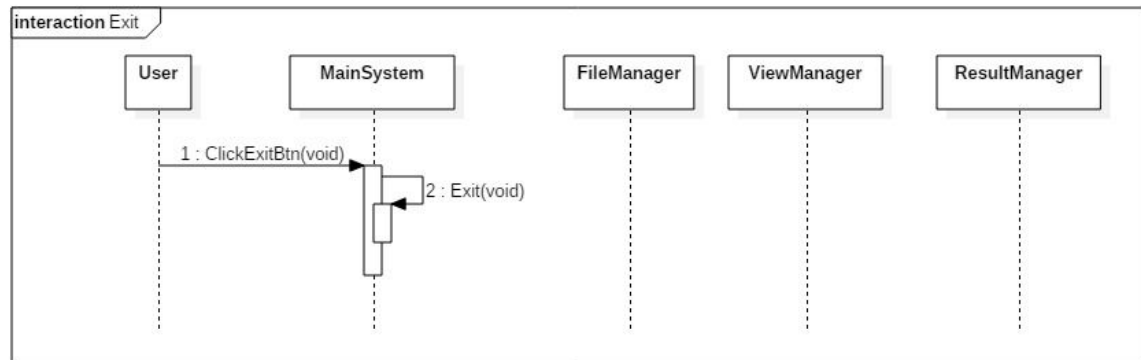 interaction Exit
User
MainSystem
FileManager
ViewManager
ResultManager
1 : ClickExitBtn(void)
2 : Exit(void)